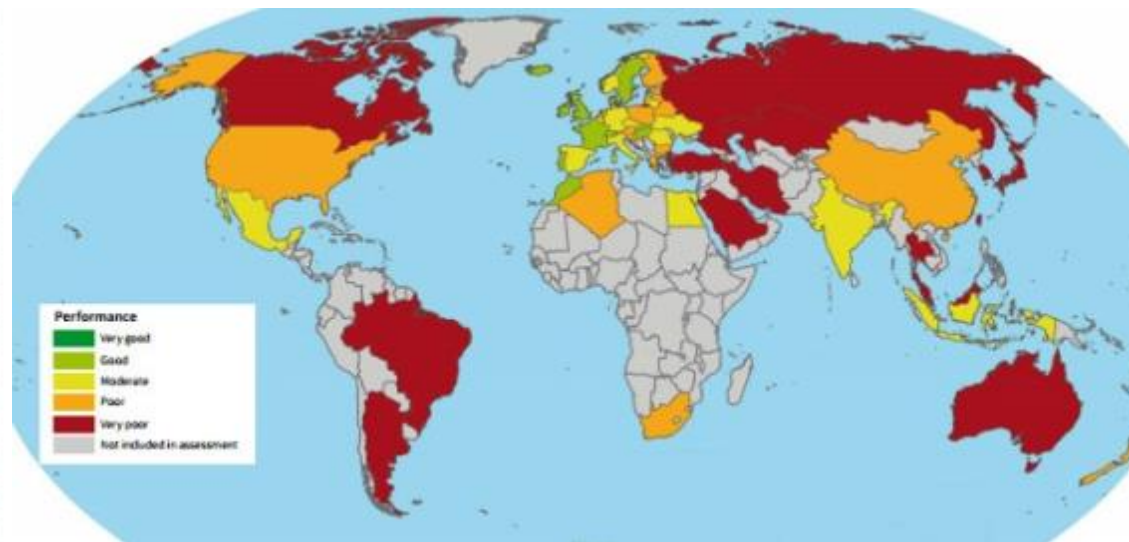 Performance
Very good
Good
Moderate
Poor
Very poor
Not included in assessment